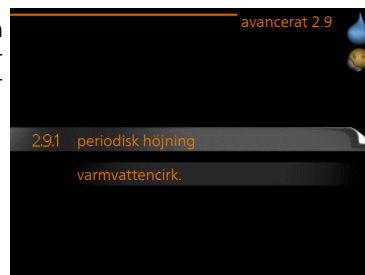 avancerat 2.9
2.9.1 periodisk höjning
varmvattencirk.